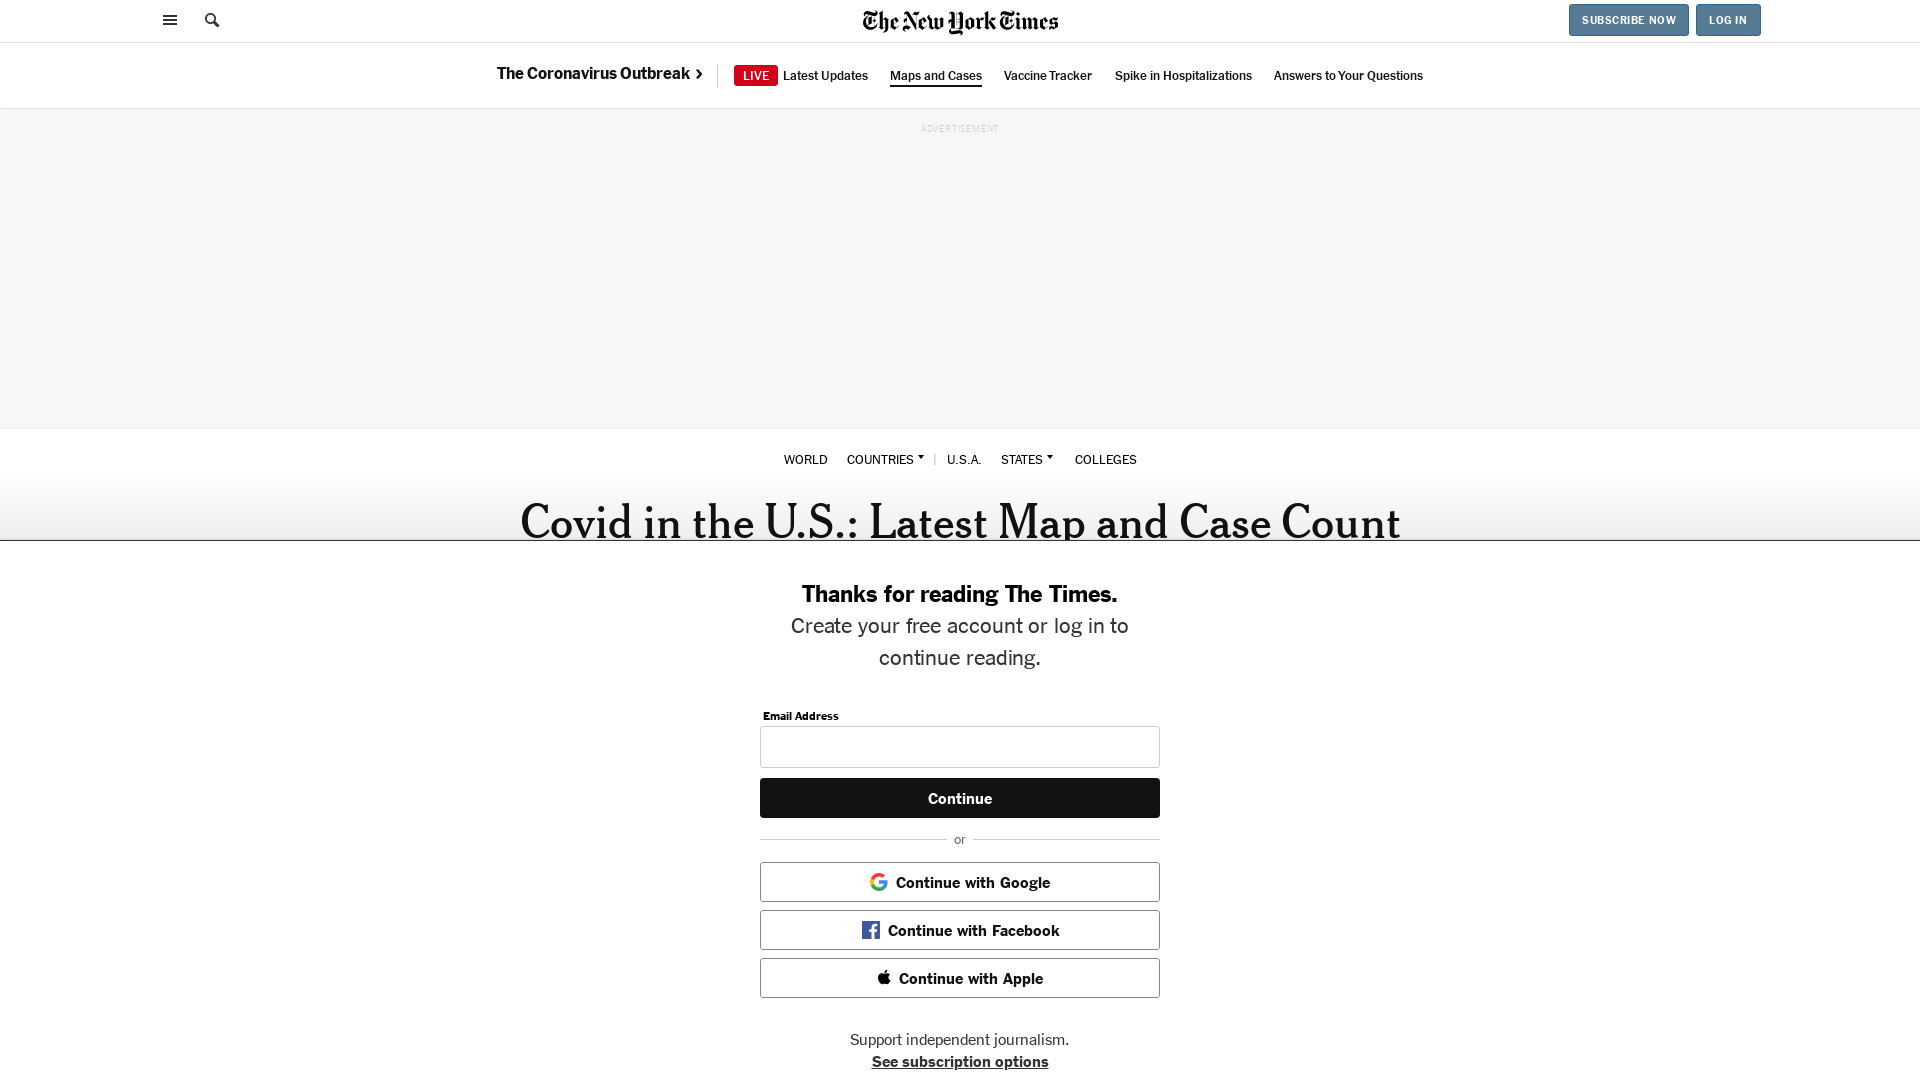 The New York Times
SUBSCRIBE NOW
LOG IN
The Coronavirus Outbreak
LIVE Latest Updates
Maps and Cases
Vaccine Tracker
Spike in Hospitalizations
Answers to Your Questions
ADVERTISEMENT
WORLD
COUNTRIES
U.S.A.
STATES
COLLEGES
Covid in the U.S.: Latest Map and Case Count
Thanks for reading The Times.
Create your free account or log in to
continue reading.
Email Address
Continue
or
Continue with Google
Continue with Facebook
Continue with Apple
Support independent journalism.
See subscription options